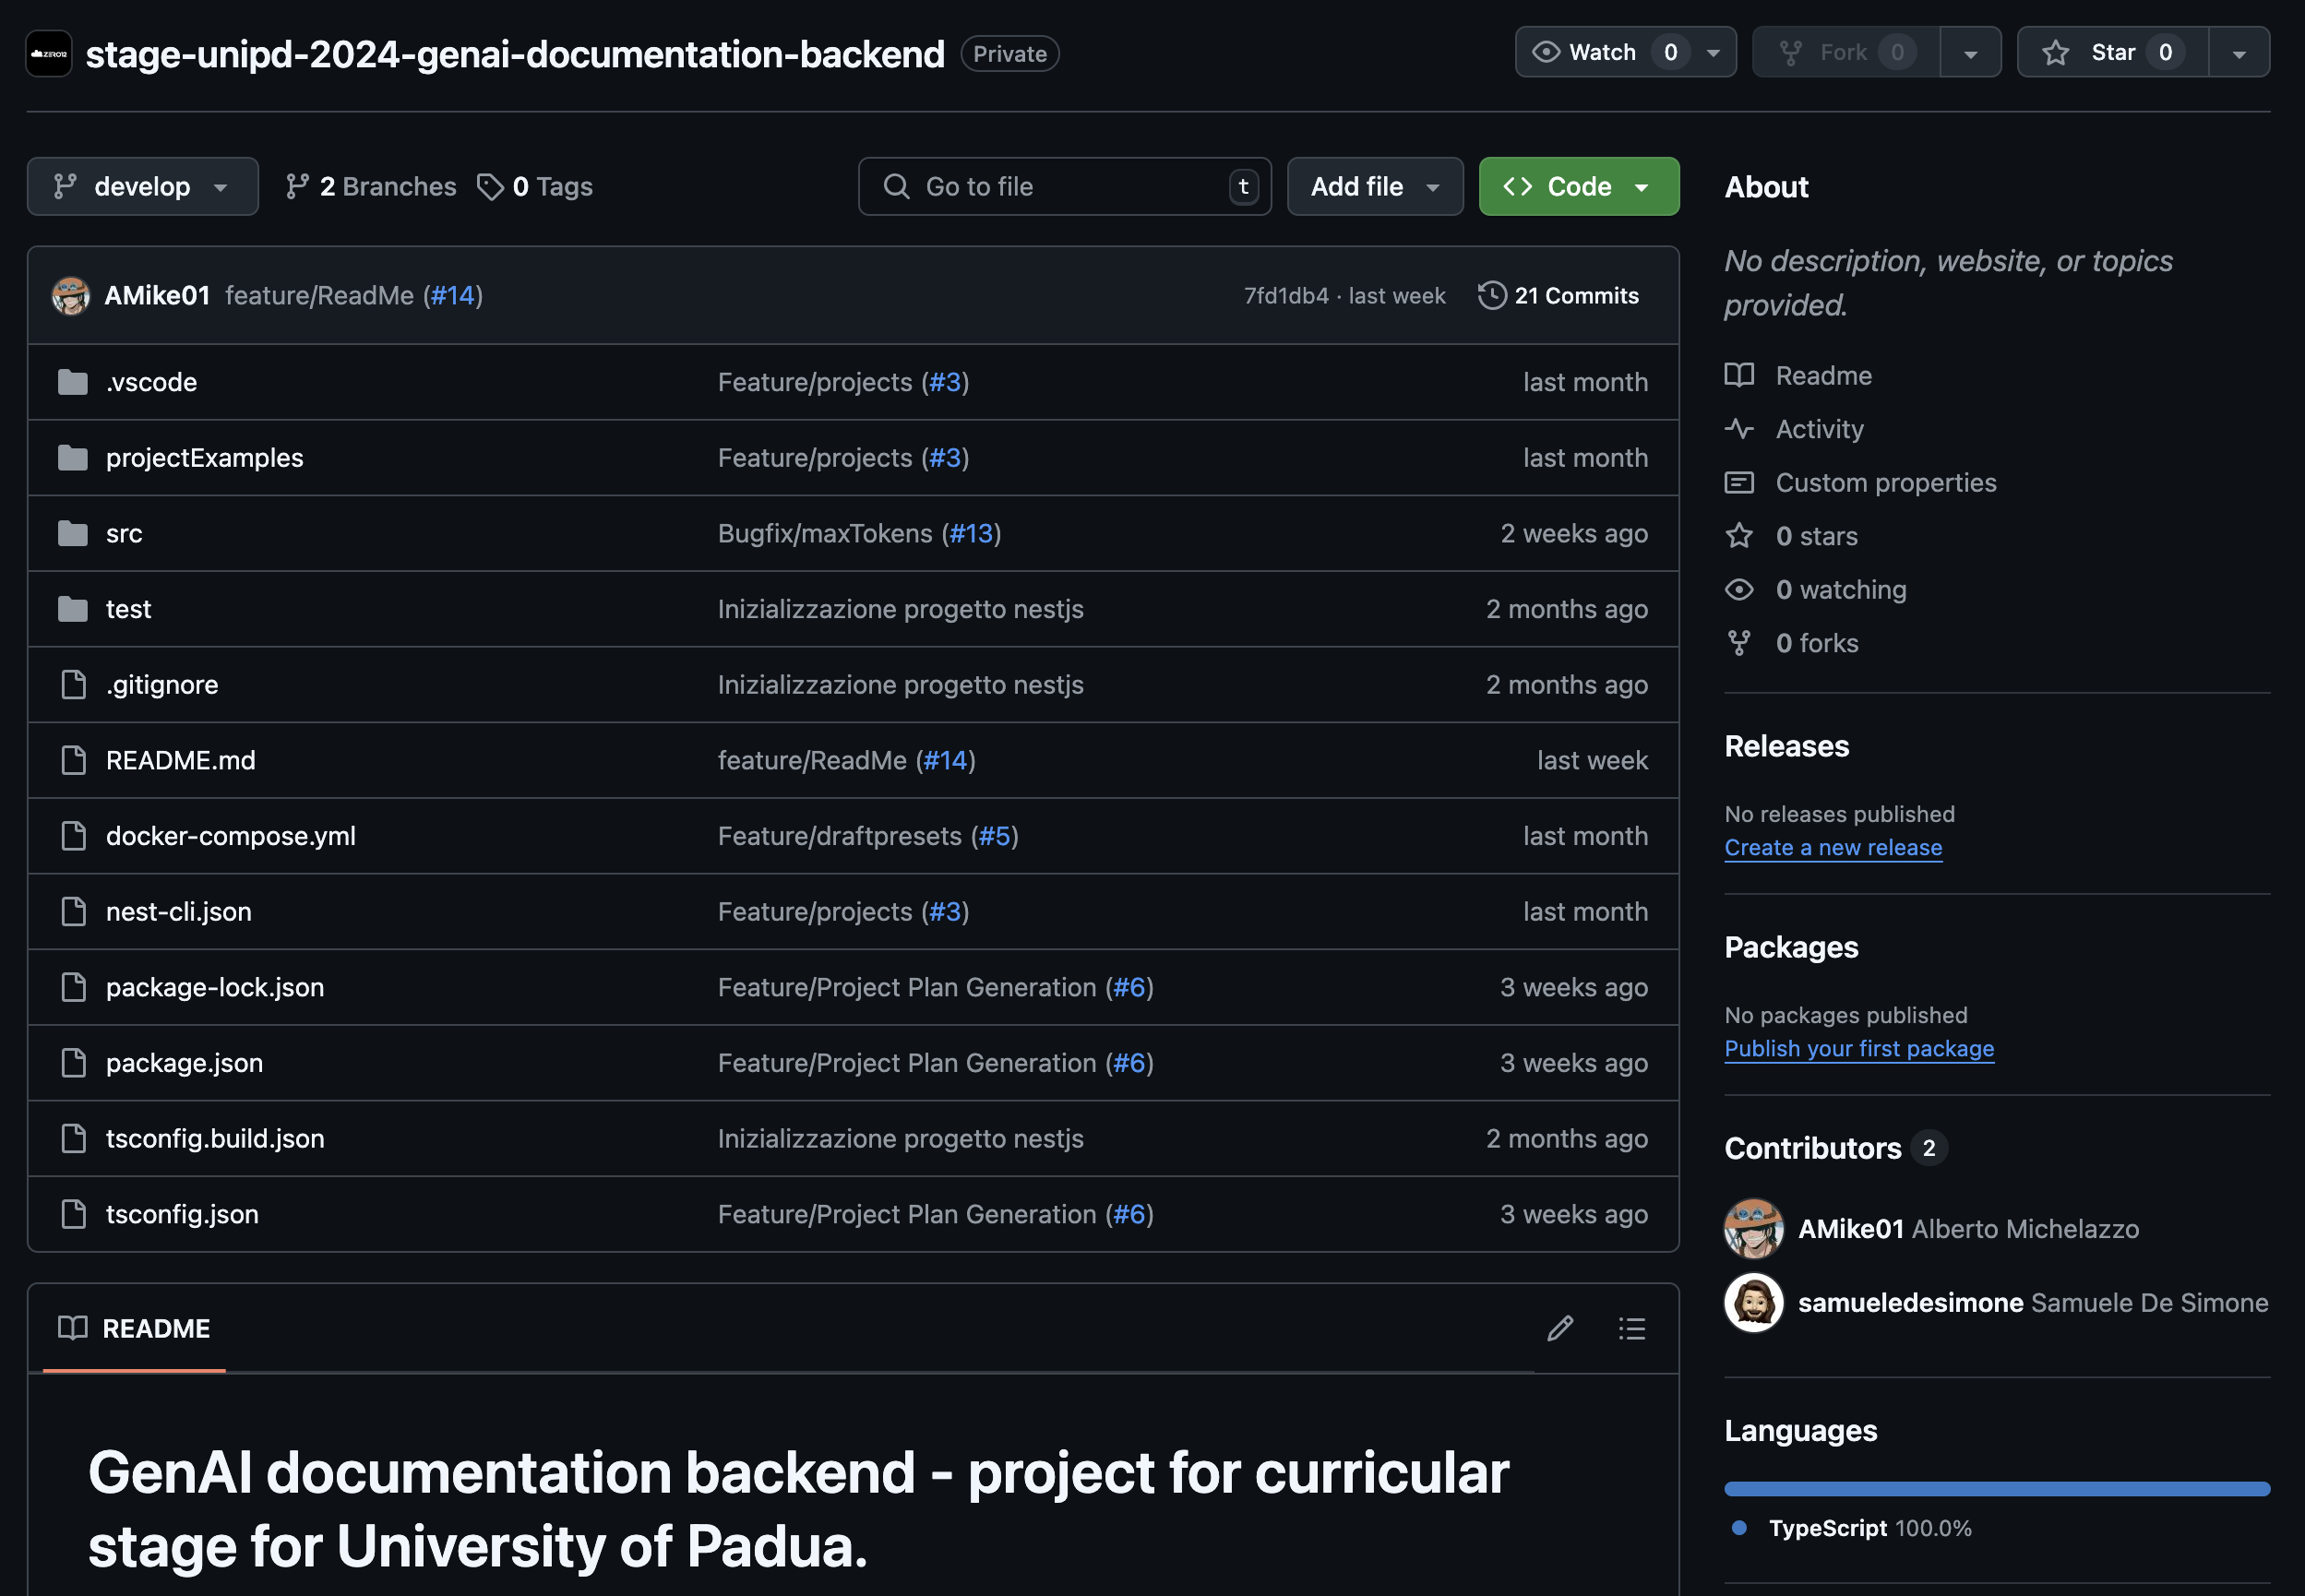 ZERO12
stage-unipd-2024-genai-documentation-backend Private Watch 0 Fork 0 Star 0
develop 2 Branches 0 Tags Go to file t Add file Code
AMike01 feature/ReadMe (#14) 7fd1db4 · last week 21 Commits
.vscode Feature/projects (#3) last month
projectExamples Feature/projects (#3) last month
src Bugfix/maxTokens (#13) 2 weeks ago
test Inizializzazione progetto nestjs 2 months ago
.gitignore Inizializzazione progetto nestjs 2 months ago
README.md feature/ReadMe (#14) last week
docker-compose.yml Feature/draftpresets (#5) last month
nest-cli.json Feature/projects (#3) last month
package-lock.json Feature/Project Plan Generation (#6) 3 weeks ago
package.json Feature/Project Plan Generation (#6) 3 weeks ago
tsconfig.build.json Inizializzazione progetto nestjs 2 months ago
tsconfig.json Feature/Project Plan Generation (#6) 3 weeks ago
README
GenAI documentation backend - project for curricular
stage for University of Padua.
About
No description, website, or topics
provided.
Readme
Activity
Custom properties
0 stars
0 watching
0 forks
Releases
No releases published
Create a new release
Packages
No packages published
Publish your first package
Contributors 2
AMike01 Alberto Michelazzo
samueledesimone Samuele De Simone
Languages
TypeScript 100.0%